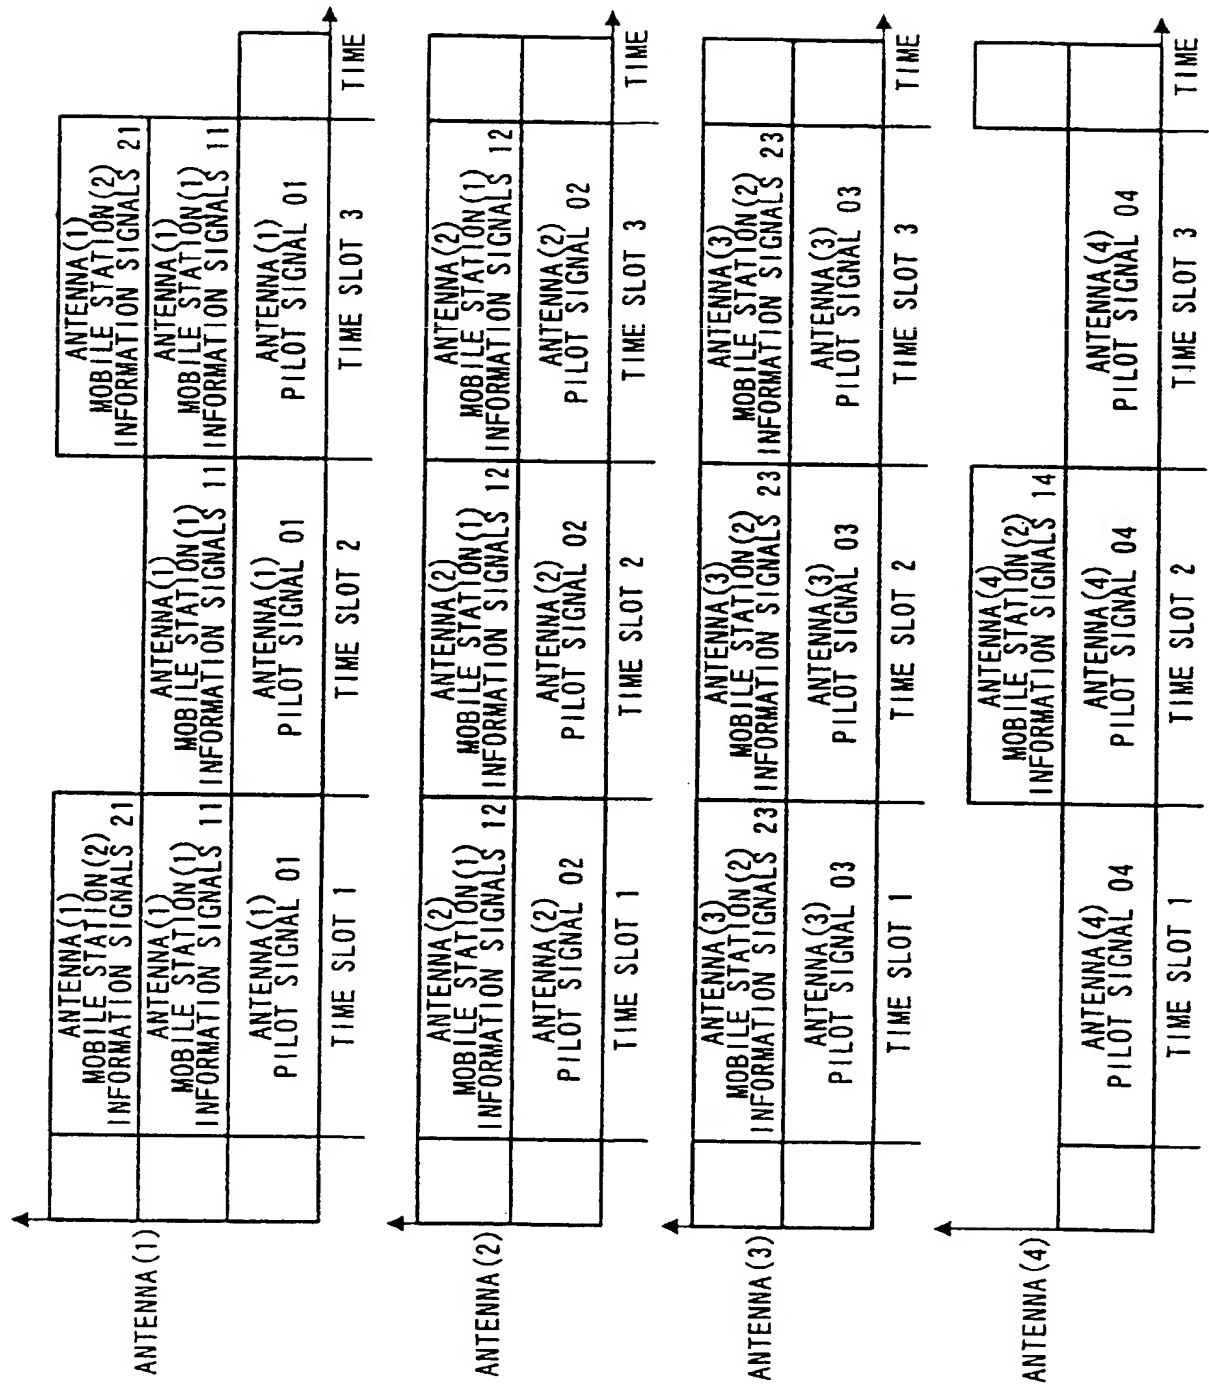 ANTENNA(1)
ANTENNA(1)
MOBILE STATION(2)
INFORMATION SIGNALS 21
ANTENNA(1)
MOBILE STATION(1)
INFORMATION SIGNALS 11
ANTENNA(1)
PILOT SIGNAL 01
TIME SLOT 1
ANTENNA(1)
MOBILE STATION(1)
INFORMATION SIGNALS 11
ANTENNA(1)
PILOT SIGNAL 01
TIME SLOT 2
ANTENNA(1)
MOBILE STATION(2)
INFORMATION SIGNALS 21
ANTENNA(1)
MOBILE STATION(1)
INFORMATION SIGNALS 11
ANTENNA(1)
PILOT SIGNAL 01
TIME SLOT 3
TIME
ANTENNA(2)
ANTENNA(2)
MOBILE STATION(1)
INFORMATION SIGNALS 12
ANTENNA(2)
PILOT SIGNAL 02
TIME SLOT 1
ANTENNA(2)
MOBILE STATION(1)
INFORMATION SIGNALS 12
ANTENNA(2)
PILOT SIGNAL 02
TIME SLOT 2
ANTENNA(2)
MOBILE STATION(1)
INFORMATION SIGNALS 12
ANTENNA(2)
PILOT SIGNAL 02
TIME SLOT 3
TIME
ANTENNA(3)
ANTENNA(3)
MOBILE STATION(2)
INFORMATION SIGNALS 23
ANTENNA(3)
PILOT SIGNAL 03
TIME SLOT 1
ANTENNA(3)
MOBILE STATION(2)
INFORMATION SIGNALS 23
ANTENNA(3)
PILOT SIGNAL 03
TIME SLOT 2
ANTENNA(3)
MOBILE STATION(2)
INFORMATION SIGNALS 23
ANTENNA(3)
PILOT SIGNAL 03
TIME SLOT 3
TIME
ANTENNA(4)
ANTENNA(4)
PILOT SIGNAL 04
TIME SLOT 1
ANTENNA(4)
MOBILE STATION(2)
INFORMATION SIGNALS 14
ANTENNA(4)
PILOT SIGNAL 04
TIME SLOT 2
ANTENNA(4)
PILOT SIGNAL 04
TIME SLOT 3
TIME